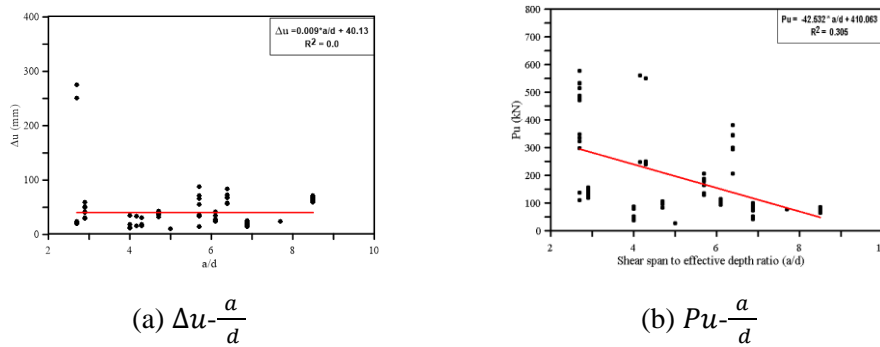 400
300
200
100
0
Δu (mm)
Δu =0.009*a/d + 40.13
R² = 0.0
2 4 6 8 10
a/d
(a) Δu-a/d
800
700
600
500
400
300
200
100
0
Pu (kN)
Pu = -42.532* a/d + 410.063
R² = 0.305
2 4 6 8 1
Shear span to effective depth ratio (a/d)
(b) Pu-a/d